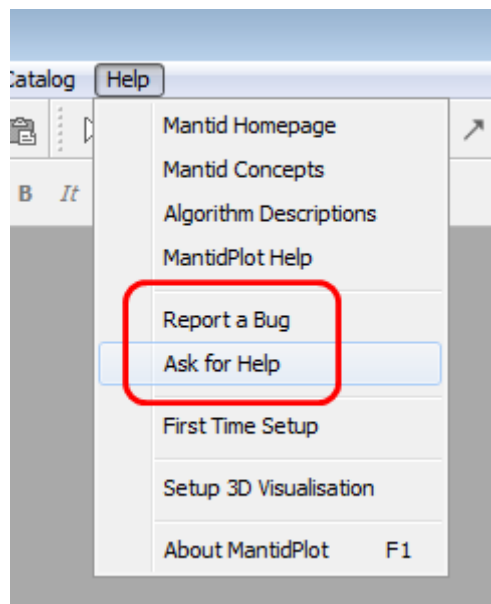 Catalog Help
B It
Mantid Homepage
Mantid Concepts
Algorithm Descriptions
MantidPlot Help
Report a Bug
Ask for Help
First Time Setup
Setup 3D Visualisation
About MantidPlot F1